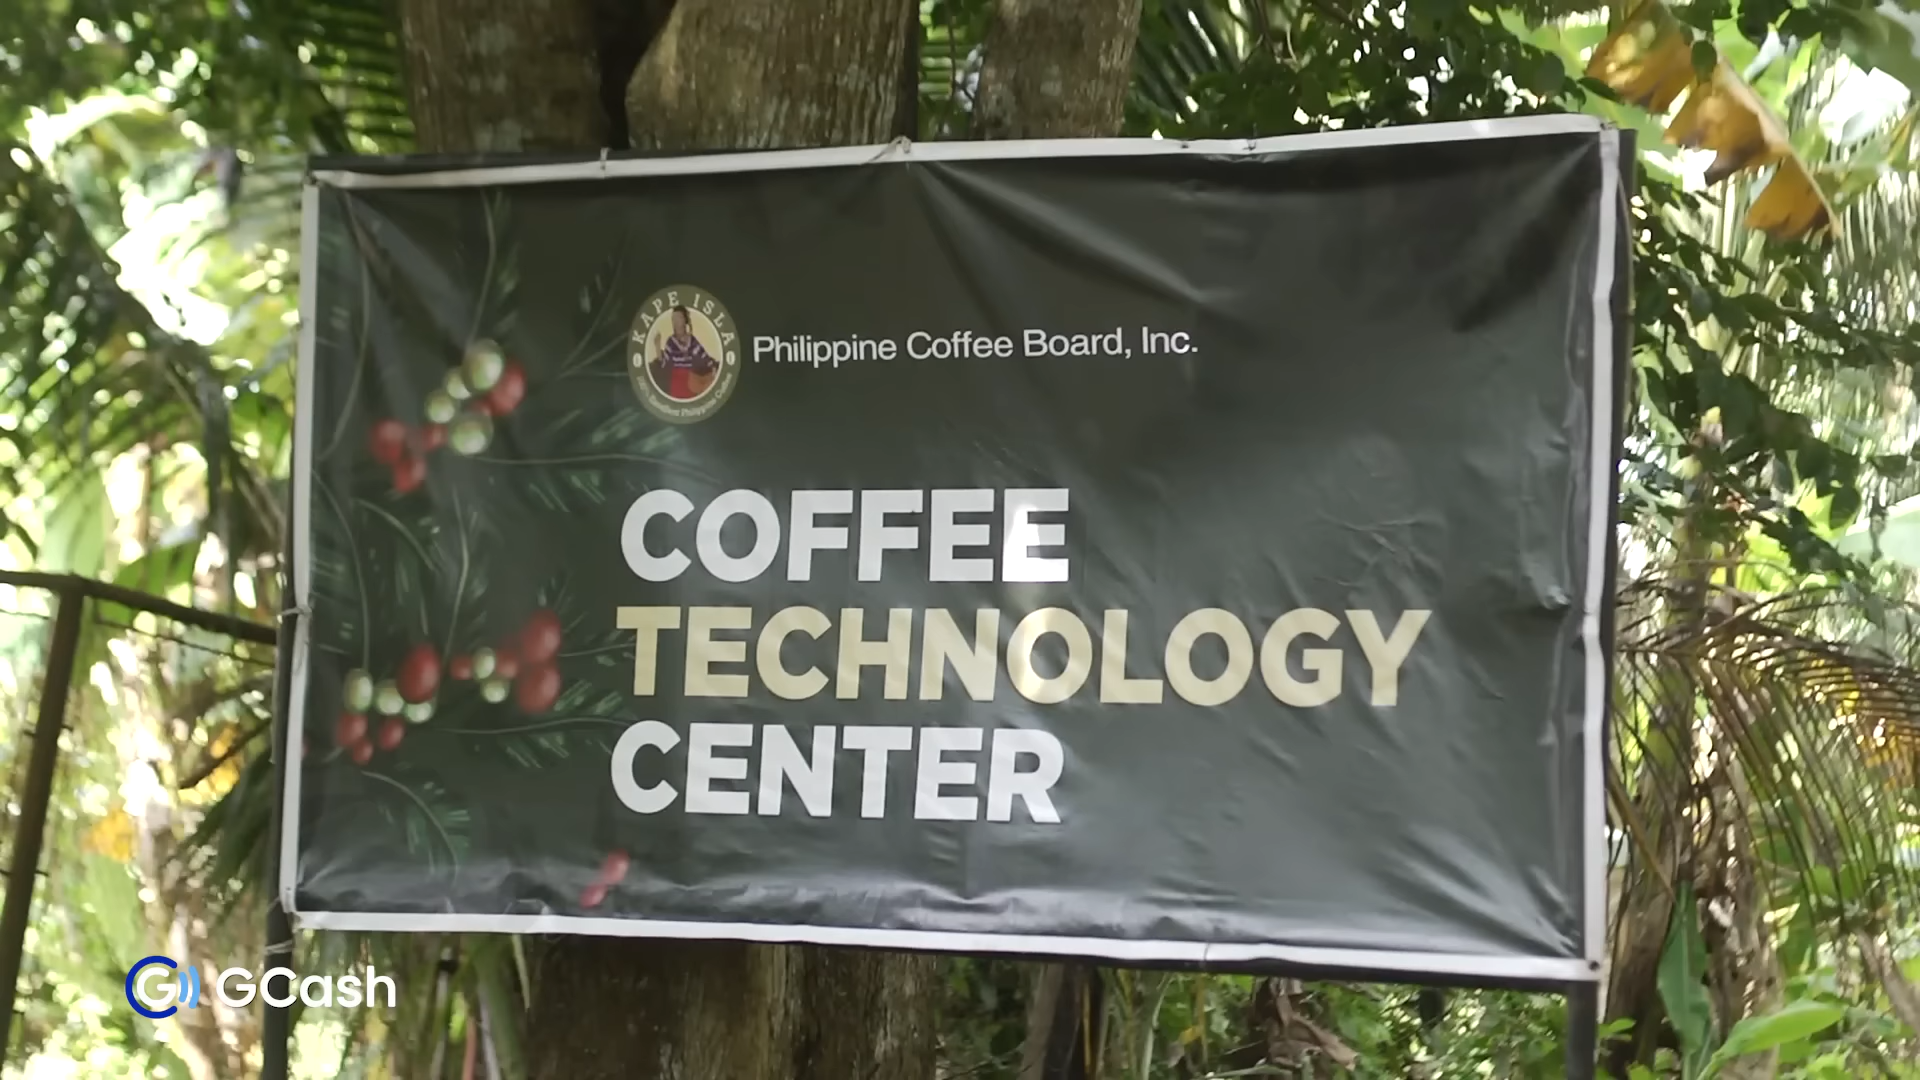 KAPE ISLA
Philippine Coffee Board, Inc.
COFFEE
TECHNOLOGY
CENTER
GCash